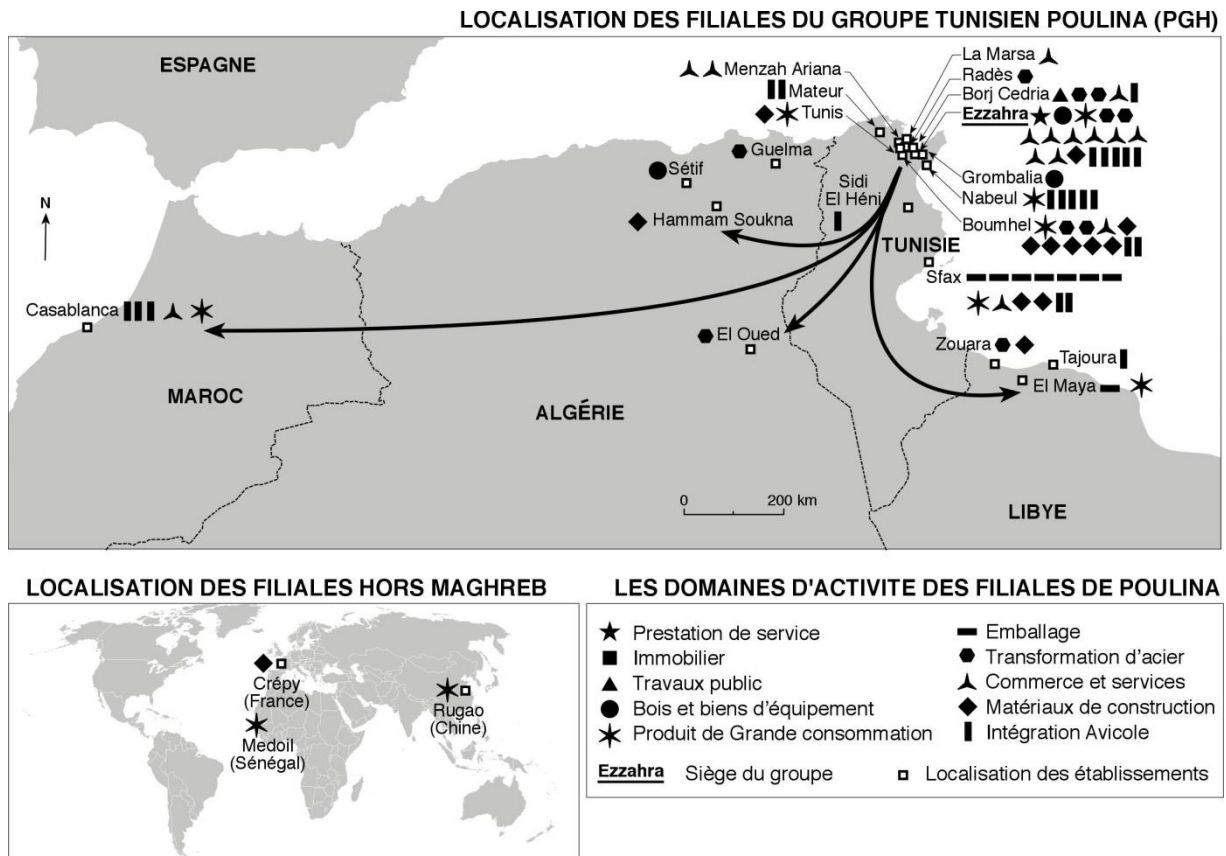 LOCALISATION DES FILIALES DU GROUPE TUNISIEN POULINA (PGH)
ESPAGNE
Menzah Ariana
Mateur
Tunis
La Marsa
Radès
Borj Cedria
Ezzahra
Grombalia
Nabeul
Boumhel
Guelma
Sétif
Sidi
El Héni
Hammam Soukna
TUNISIE
Sfax
N
Casablanca
El Oued
Zouara
Tajoura
El Maya
MAROC
ALGÉRIE
0 200 km
LIBYE
LOCALISATION DES FILIALES HORS MAGHREB
Crépy
(France)
Rugao
(Chine)
Medoil
(Sénégal)
LES DOMAINES D'ACTIVITE DES FILIALES DE POULINA
Prestation de service
Immobilier
Travaux public
Bois et biens d'équipement
Produit de Grande consommation
Emballage
Transformation d'acier
Commerce et services
Matériaux de construction
Intégration Avicole
Ezzahra Siège du groupe
Localisation des établissements